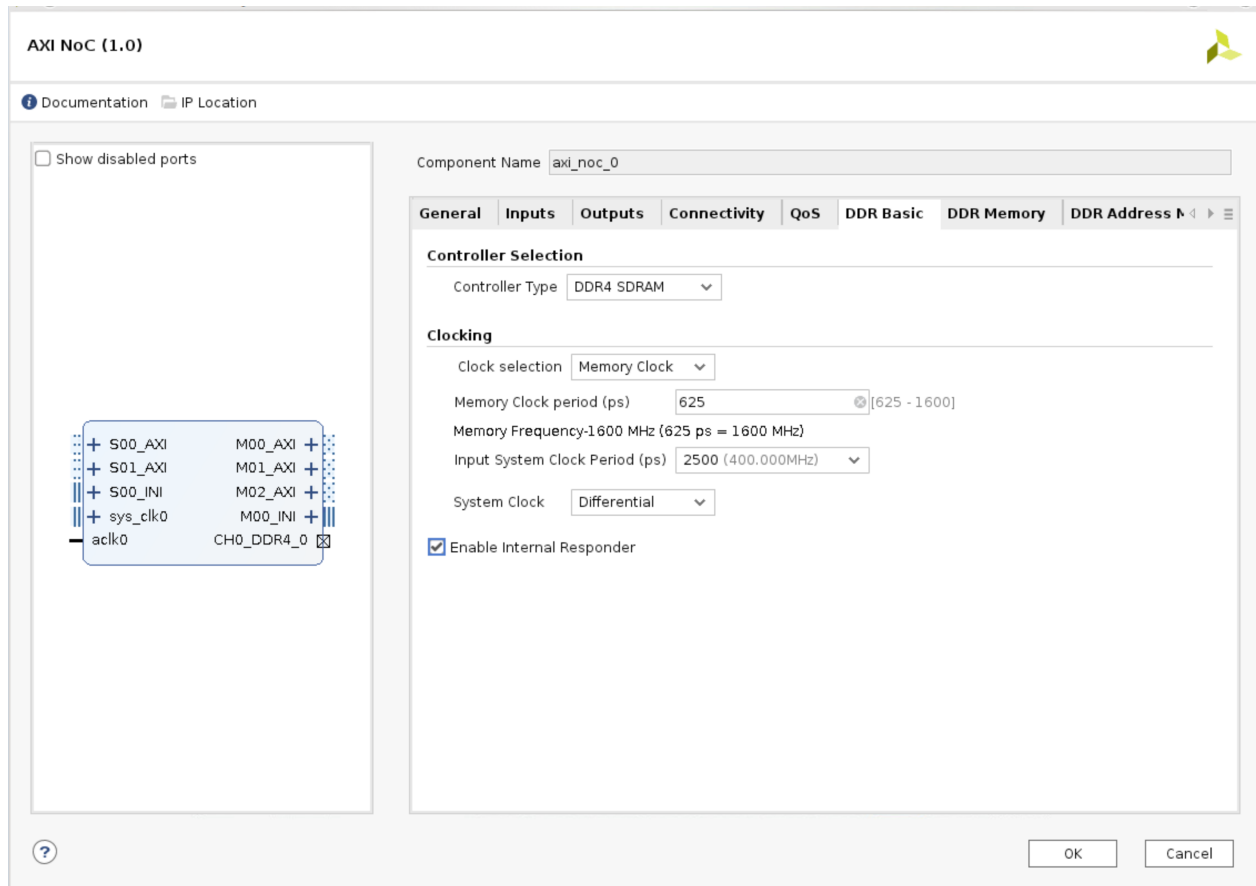 AXI NoC (1.0)
Documentation IP Location
Show disabled ports
Component Name axi_noc_0
General Inputs Outputs Connectivity QoS DDR Basic DDR Memory DDR Address
Controller Selection
Controller Type DDR4 SDRAM
Clocking
Clock selection Memory Clock
Memory Clock period (ps) 625 [625 - 1600]
Memory Frequency-1600 MHz (625 ps = 1600 MHz)
Input System Clock Period (ps) 2500 (400.000MHz)
System Clock Differential
Enable Internal Responder
S00_AXI M00_AXI
S01_AXI M01_AXI
S00_INI M02_AXI
sys_clk0 M00_INI
aclk0 CH0_DDR4_0
? OK Cancel